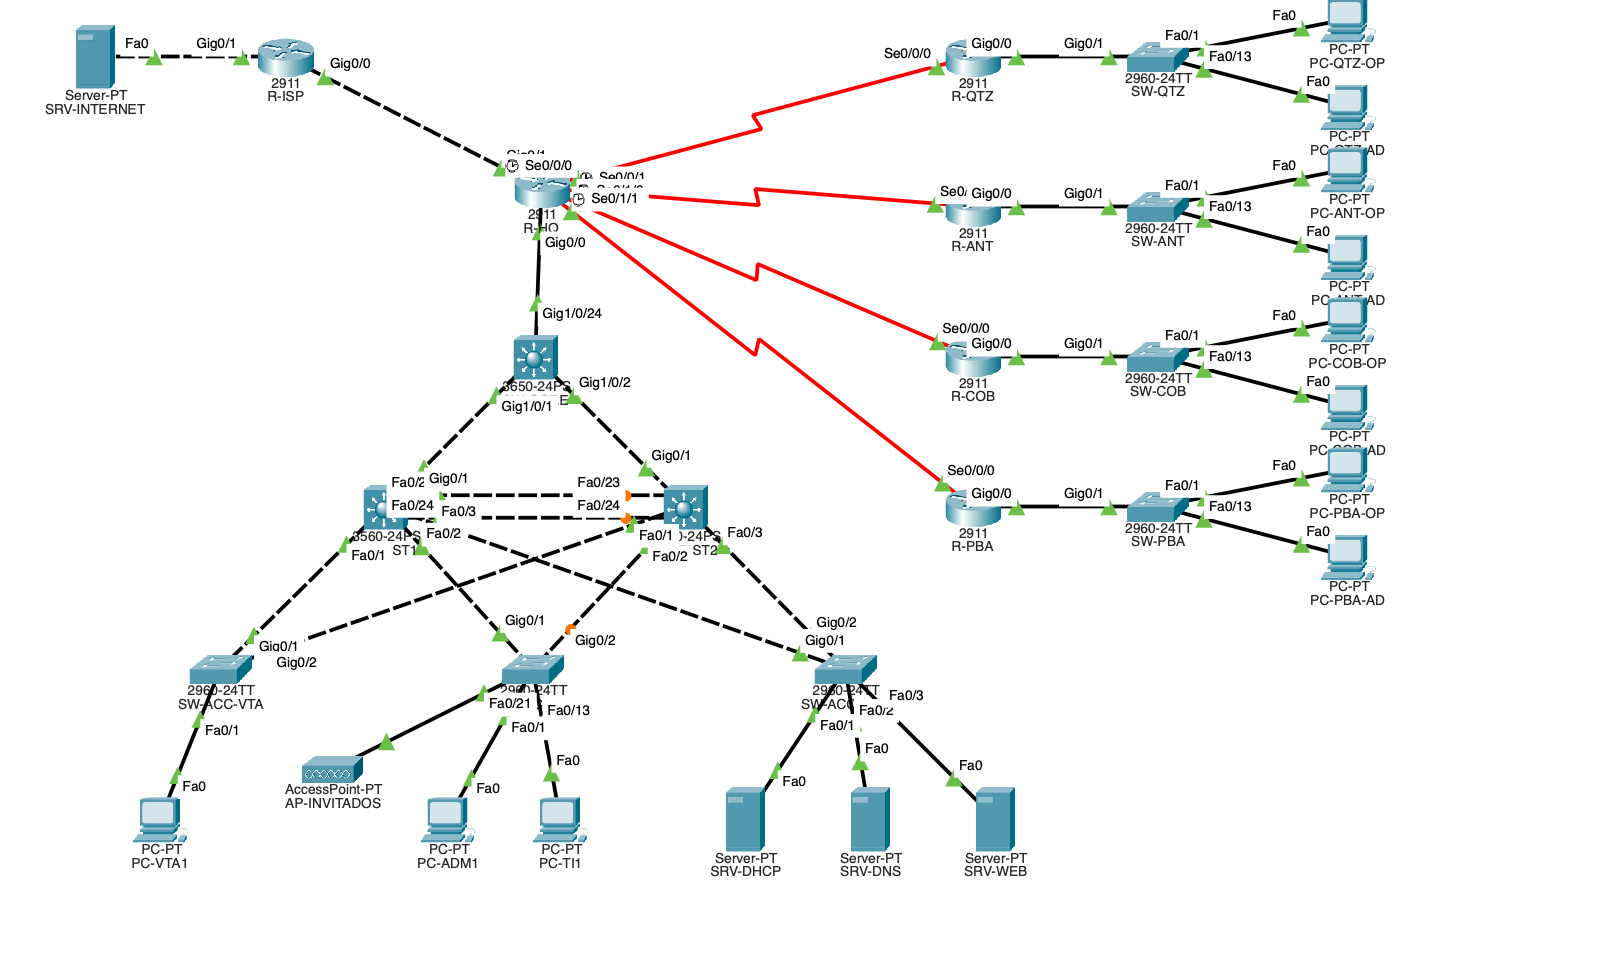 Fa0
Gig0/1
Gig0/0
Server-PT
SRV-INTERNET
2911
R-ISP
Se0/0/0
Se0/0/1
Se0/1/1
2911
Gig0/0
Gig1/0/24
Gig1/0/2
Gig1/0/1
Gig0/1
Gig0/1
Fa0/24
Fa0/3
Fa0/2
Fa0/1
Fa0/23
Fa0/24
Fa0/1
Fa0/2
Fa0/3
3560-24PS
ST1
ST2
Gig0/1
Gig0/2
Gig0/1
Gig0/2
Gig0/2
Gig0/1
2960-24TT
SW-ACC-VTA
2960-24TT
2960-24TT
Fa0/1
Fa0/21
Fa0/1
Fa0/13
Fa0/1
Fa0/2
Fa0/3
Fa0
Fa0
Fa0
Fa0
Fa0
Fa0
AccessPoint-PT
AP-INVITADOS
PC-PT
PC-VTA1
PC-PT
PC-ADM1
PC-PT
PC-TI1
Server-PT
SRV-DHCP
Server-PT
SRV-DNS
Server-PT
SRV-WEB
Se0/0/0
Gig0/0
Gig0/1
Fa0/1
Fa0/13
Fa0
Fa0
2911
R-QTZ
2960-24TT
SW-QTZ
PC-PT
PC-QTZ-OP
PC-PT
Gig0/0
Gig0/1
Fa0/1
Fa0/13
Fa0
Fa0
2911
R-ANT
2960-24TT
SW-ANT
PC-PT
PC-ANT-OP
PC-PT
Se0/0/0
Gig0/0
Gig0/1
Fa0/1
Fa0/13
Fa0
Fa0
2911
R-COB
2960-24TT
SW-COB
PC-PT
PC-COB-OP
PC-PT
Se0/0/0
Gig0/0
Gig0/1
Fa0/1
Fa0/13
Fa0
Fa0
2911
R-PBA
2960-24TT
SW-PBA
PC-PT
PC-PBA-OP
PC-PT
PC-PBA-AD